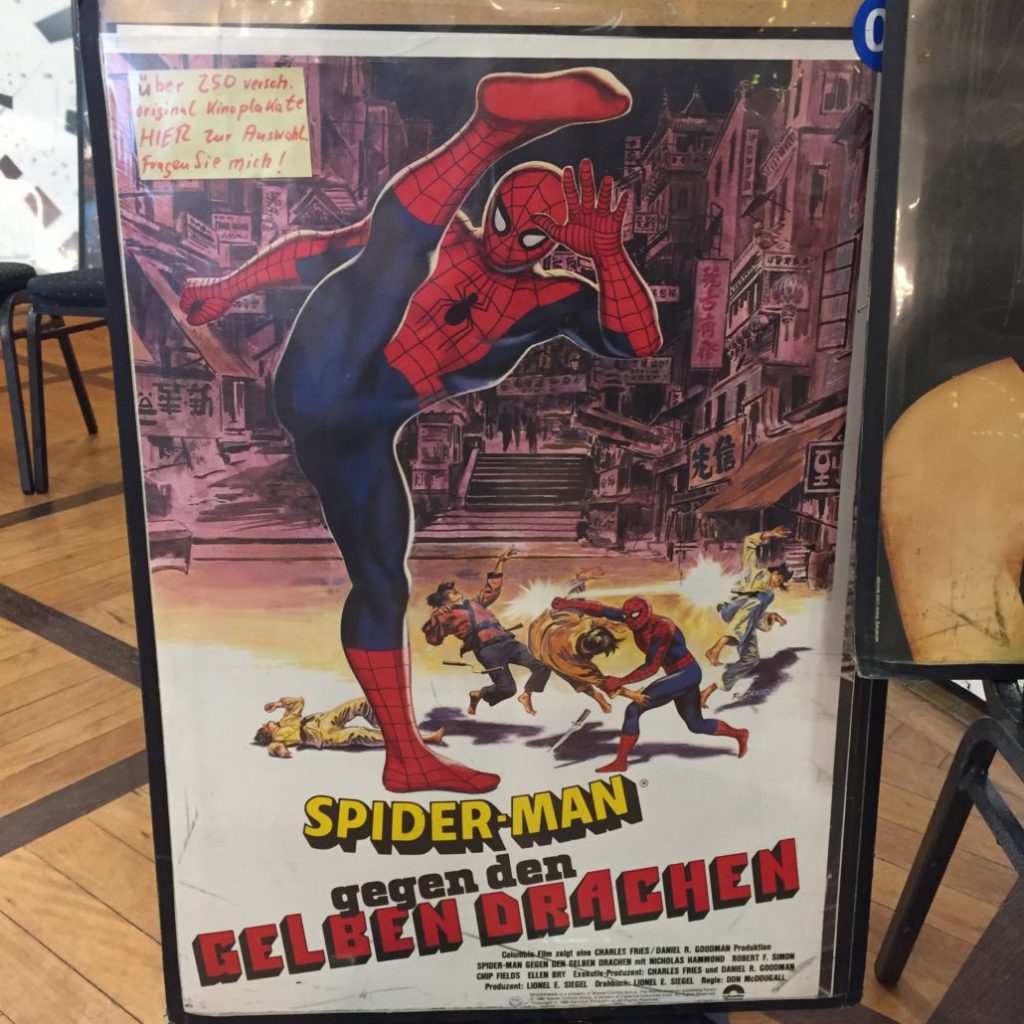 über 250 versch.
original Kinoplakate
HIER zur Auswahl.
Fragen Sie mich!
先信
SPIDER-MAN®
gegen den
GELBEN DRACHEN
Columbia Film zeigt eine CHARLES FRIES/DANIEL R. GOODMAN Produktion
SPIDER-MAN GEGEN DEN GELBEN DRACHEN mit NICHOLAS HAMMOND ROBERT F. SIMON
CHIP FIELDS ELLEN BRY Exekutiv-Produzent: CHARLES FRIES und DANIEL R. GOODMAN
Produzent: LIONEL E. SIEGEL Drehbuch: LIONEL E. SIEGEL Regie: DON McDOUGALL